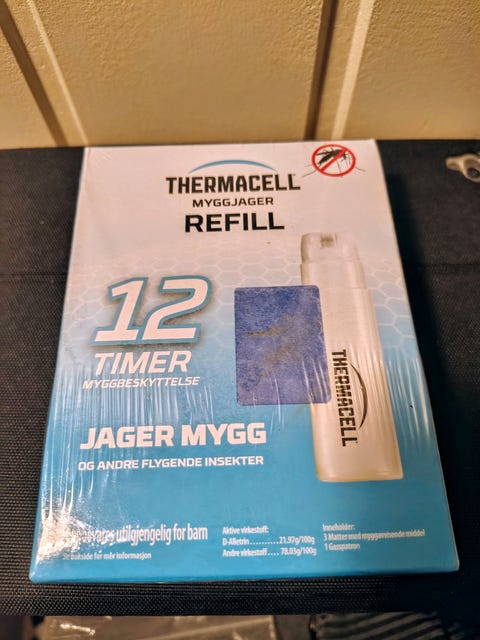 THERMACELL
MYGGJAGER
REFILL
12
TIMER
MYGGBESKYTTELSE
THERMACELL
JAGER MYGG
OG ANDRE FLYGENDE INSEKTER
utilgjengelig for barn
Se bakside for mer informasjon
Aktive virkestoff:
D-Alletrin..........21.97g/100g
Andre virkestoff.... 78.03g/100g
Inneholder:
3 Matter med myggavvisende middel
1 Gasspatron